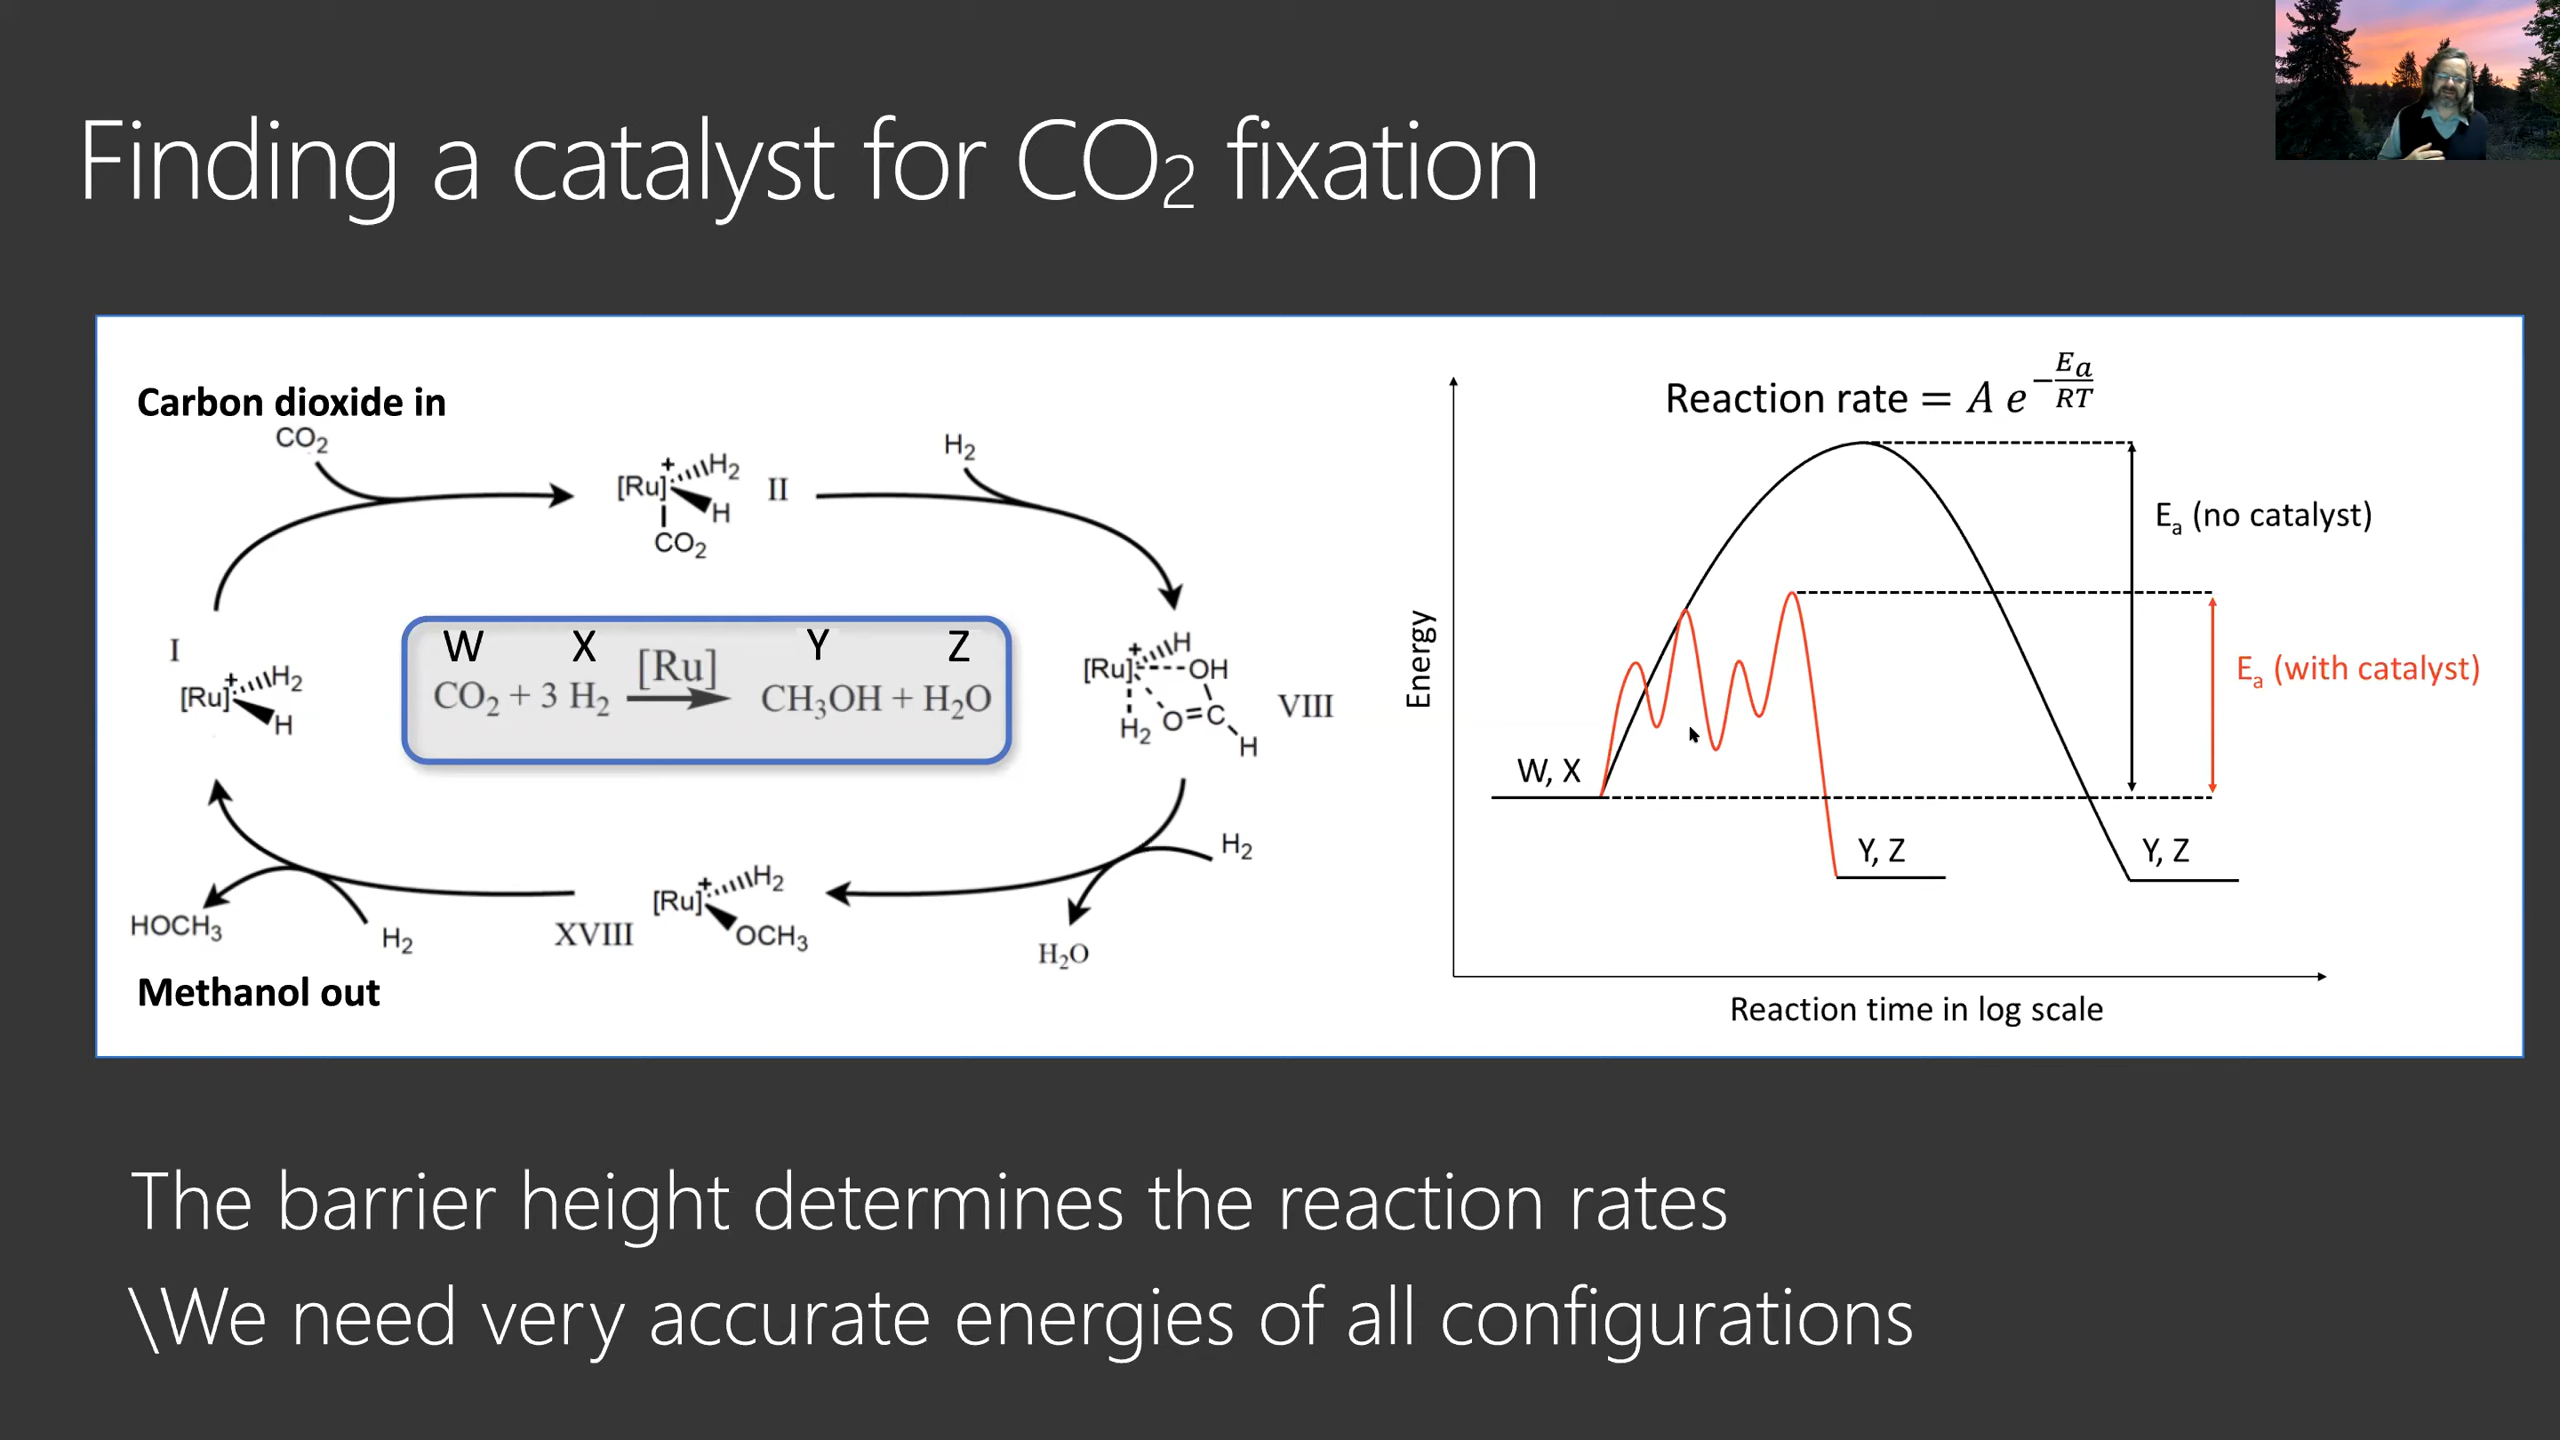 Finding a catalyst for CO₂ fixation
Carbon dioxide in
CO₂
[Ru]
+
H₂
H
CO₂
II
H₂
I
[Ru]
+
H₂
H
W X Y Z
CO₂ + 3 H₂ [Ru] CH₃OH + H₂O
[Ru]
+
H
OH
H₂
O=C
H
VIII
H₂
H₂O
XVIII
[Ru]
+
H₂
OCH₃
HOCH₃
H₂
Methanol out
Reaction rate = A e^(-Ea/RT)
Energy
Eₐ (no catalyst)
Eₐ (with catalyst)
W, X
Y, Z
Y, Z
Reaction time in log scale
The barrier height determines the reaction rates
\We need very accurate energies of all configurations